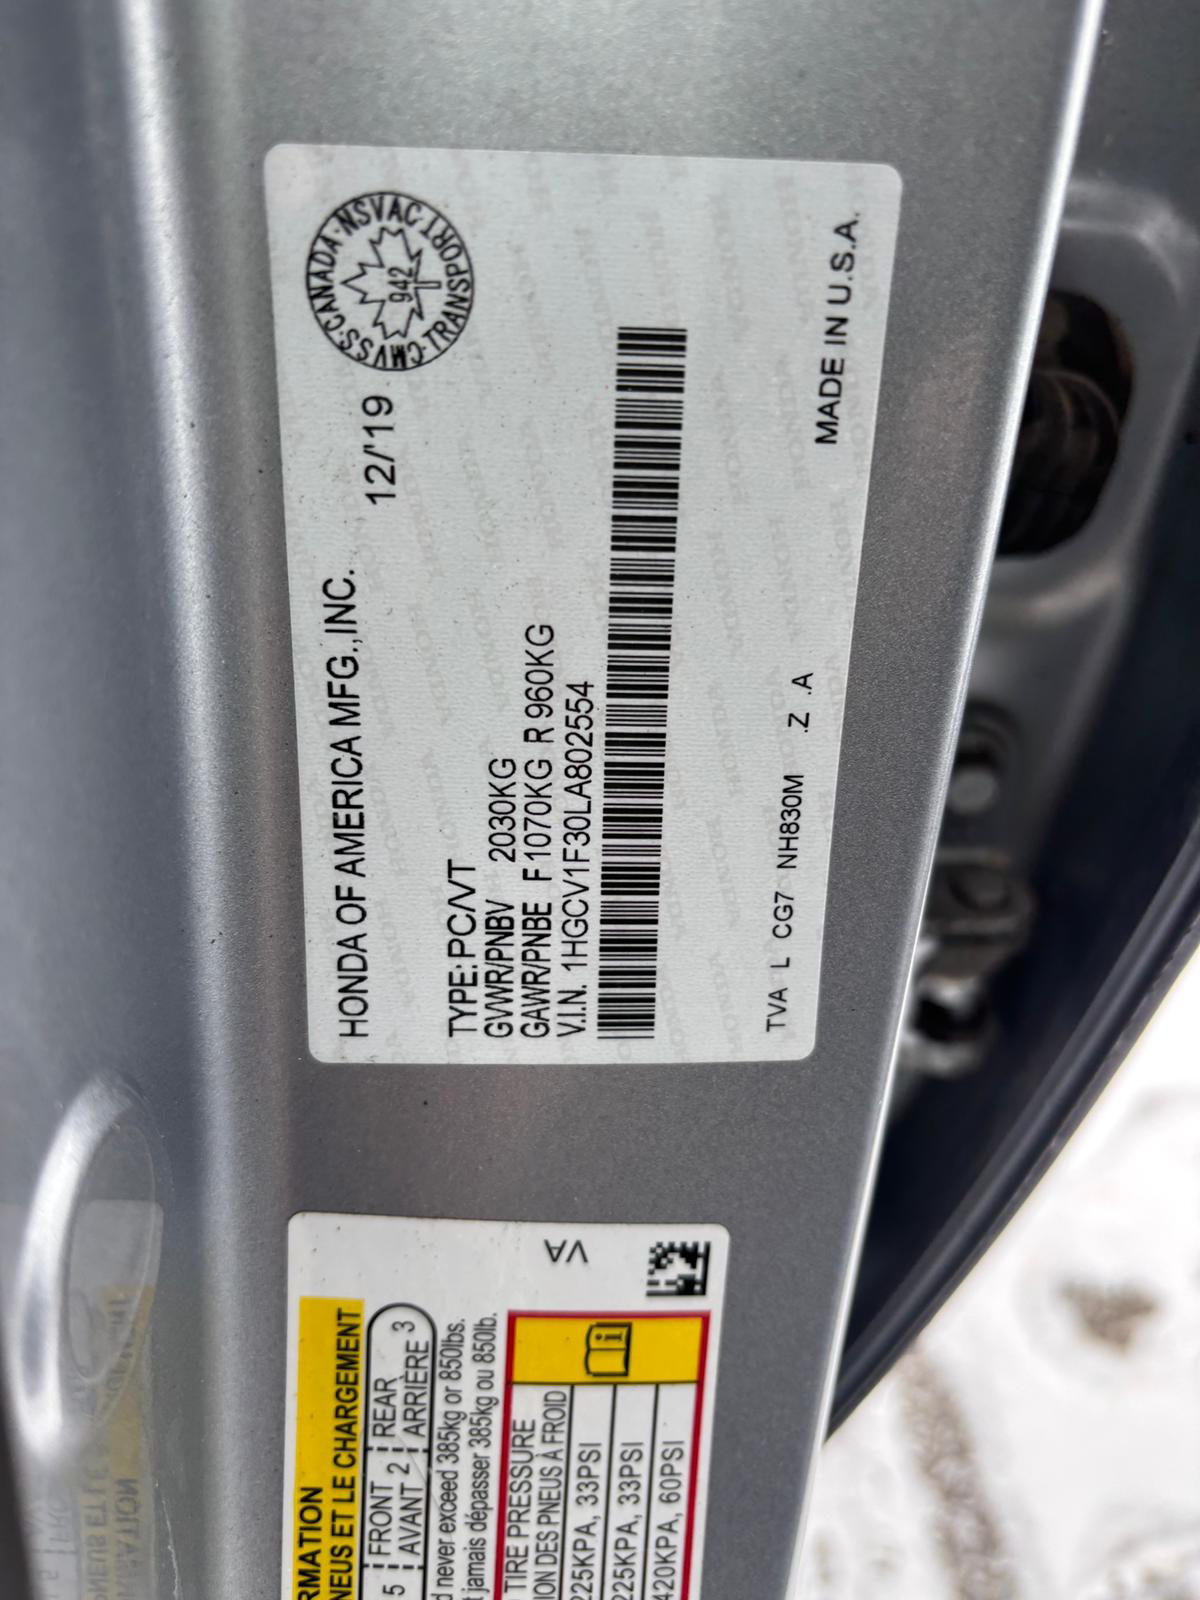 HONDA OF AMERICA MFG.,INC.
12/'19
CMVSS·CANADA·NSVAC·TRANSPORT
942
TYPE: PC/VT
GVWR/PNBV 2030KG
GAWR/PNBE F 1070KG R 960KG
V.I.N. 1HGCV1F30LA802554
TVA L CG7 NH830M .Z .A
MADE IN U.S.A.
RMATION
NEUS ET LE CHARGEMENT
5 FRONT 2 REAR 3
AVANT ARRIÈRE
never exceed 385kg or 850lbs.
jamais dépasser 385kg ou 850lb.
TIRE PRESSURE
ION DES PNEUS À FROID
225KPA, 33PSI
225KPA, 33PSI
420KPA, 60PSI
VA